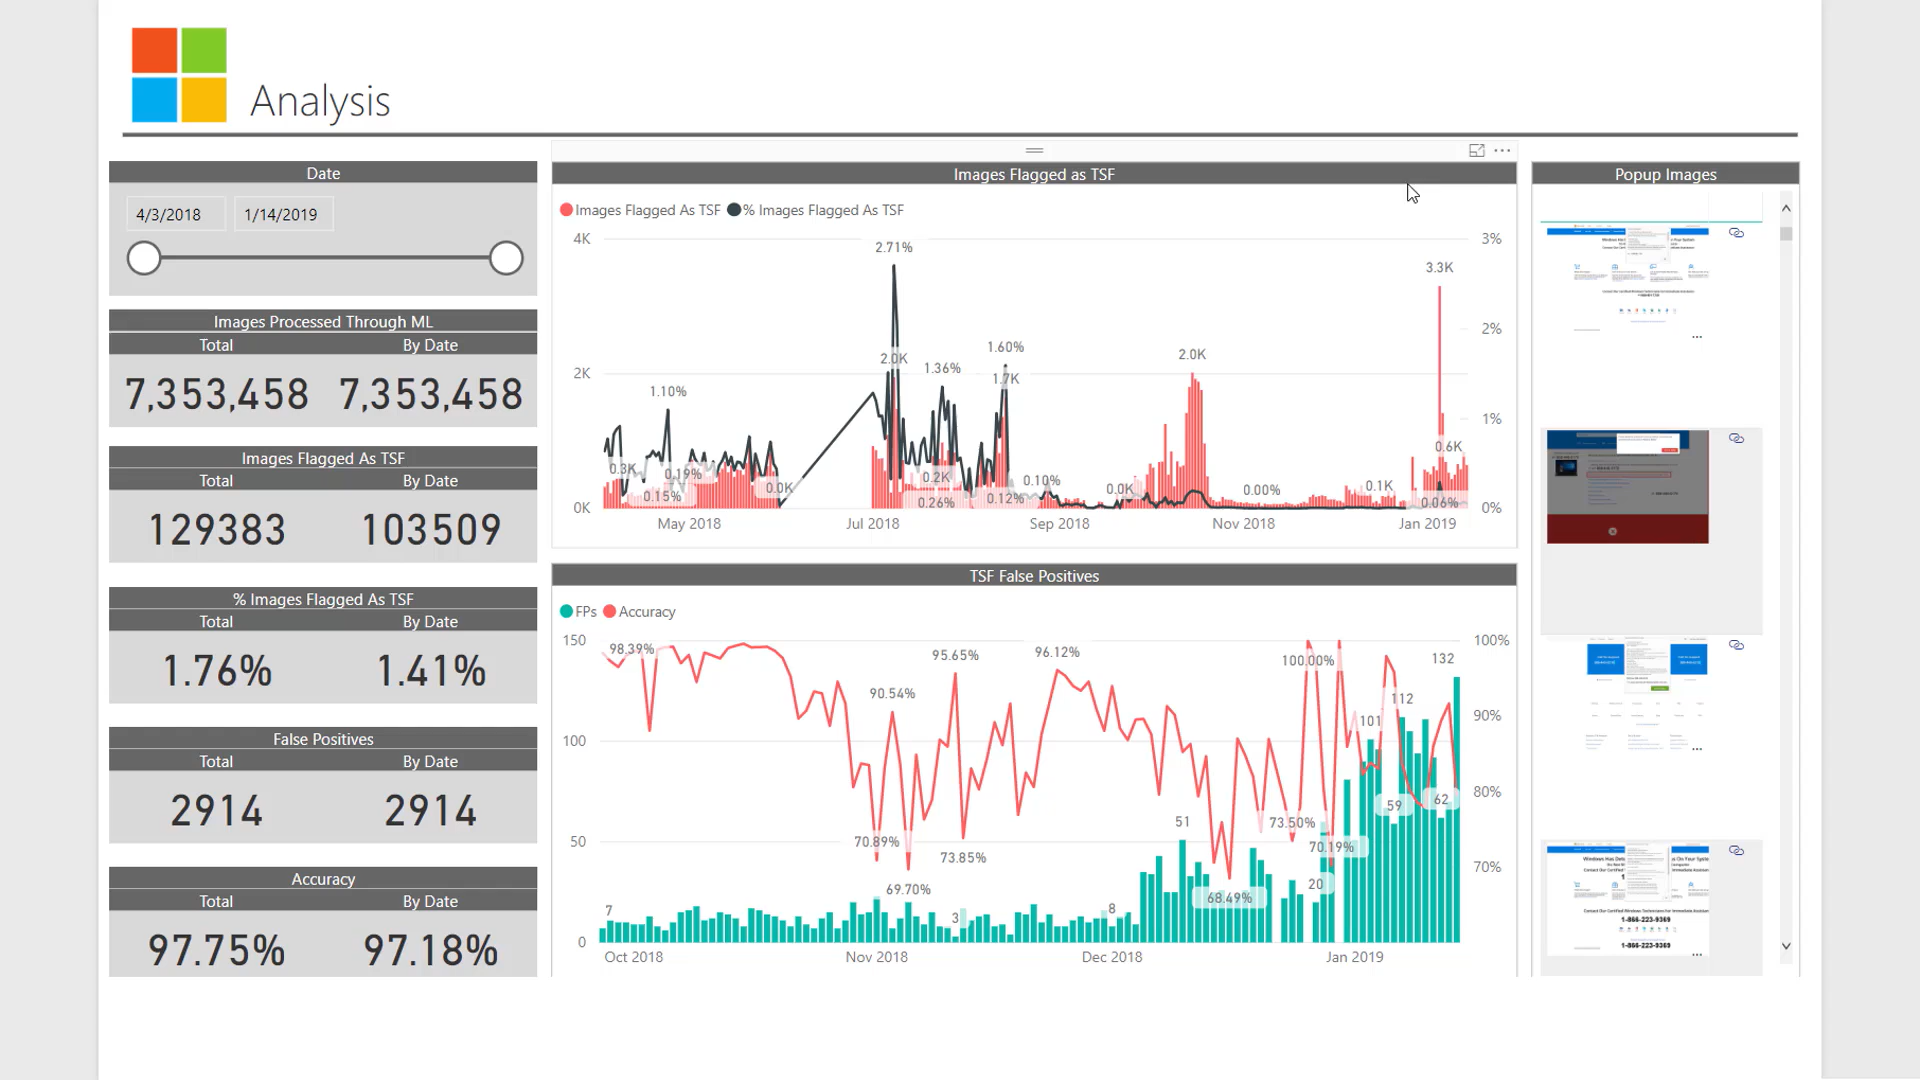 Analysis
Date
4/3/2018
1/14/2019
Images Processed Through ML
Total By Date
7,353,458 7,353,458
Images Flagged As TSF
Total By Date
129383 103509
% Images Flagged As TSF
Total By Date
1.76% 1.41%
False Positives
Total By Date
2914 2914
Accuracy
Total By Date
97.75% 97.18%
Images Flagged as TSF
Images Flagged As TSF % Images Flagged As TSF
4K 2.71% 3%
3.3K
2%
1.60%
2.0K 2.0K
1.36%
2K 1.7K
1.10%
1%
0.6K
0.3K 0.19% 0.2K 0.10%
0.0K 0.0K 0.00% 0.1K
0.15% 0.26% 0.12% 0.06%
0K 0%
May 2018 Jul 2018 Sep 2018 Nov 2018 Jan 2019
TSF False Positives
FPs Accuracy
150 100%
98.39% 95.65% 96.12% 100.00% 132
90.54% 112
101 90%
100
80%
59 62
51 73.50%
50 70.89% 70.19%
73.85% 70%
69.70% 20
68.49%
7 3 8
0
Oct 2018 Nov 2018 Dec 2018 Jan 2019
Popup Images
1-866-223-9369
1-866-223-9369